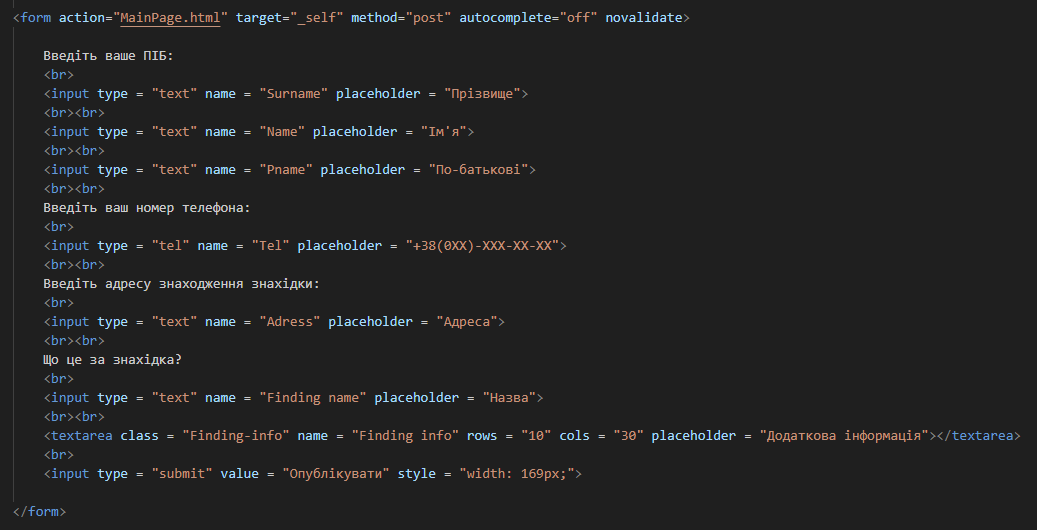 <form action="MainPage.html" target="_self" method="post" autocomplete="off" novalidate>
Введіть ваше ПІБ:
<br>
<input type = "text" name = "Surname" placeholder = "Прізвище">
<br><br>
<input type = "text" name = "Name" placeholder = "Ім'я">
<br><br>
<input type = "text" name = "Pname" placeholder = "По-батькові">
<br><br>
Введіть ваш номер телефона:
<br>
<input type = "tel" name = "Tel" placeholder = "+38(0XX)-XXX-XX-XX">
<br><br>
Введіть адресу знаходження знахідки:
<br>
<input type = "text" name = "Adress" placeholder = "Адреса">
<br><br>
Що це за знахідка?
<br>
<input type = "text" name = "Finding name" placeholder = "Назва">
<br><br>
<textarea class = "Finding-info" name = "Finding info" rows = "10" cols = "30" placeholder = "Додаткова інформація"></textarea>
<br>
<input type = "submit" value = "Опублікувати" style = "width: 169px;">
</form>